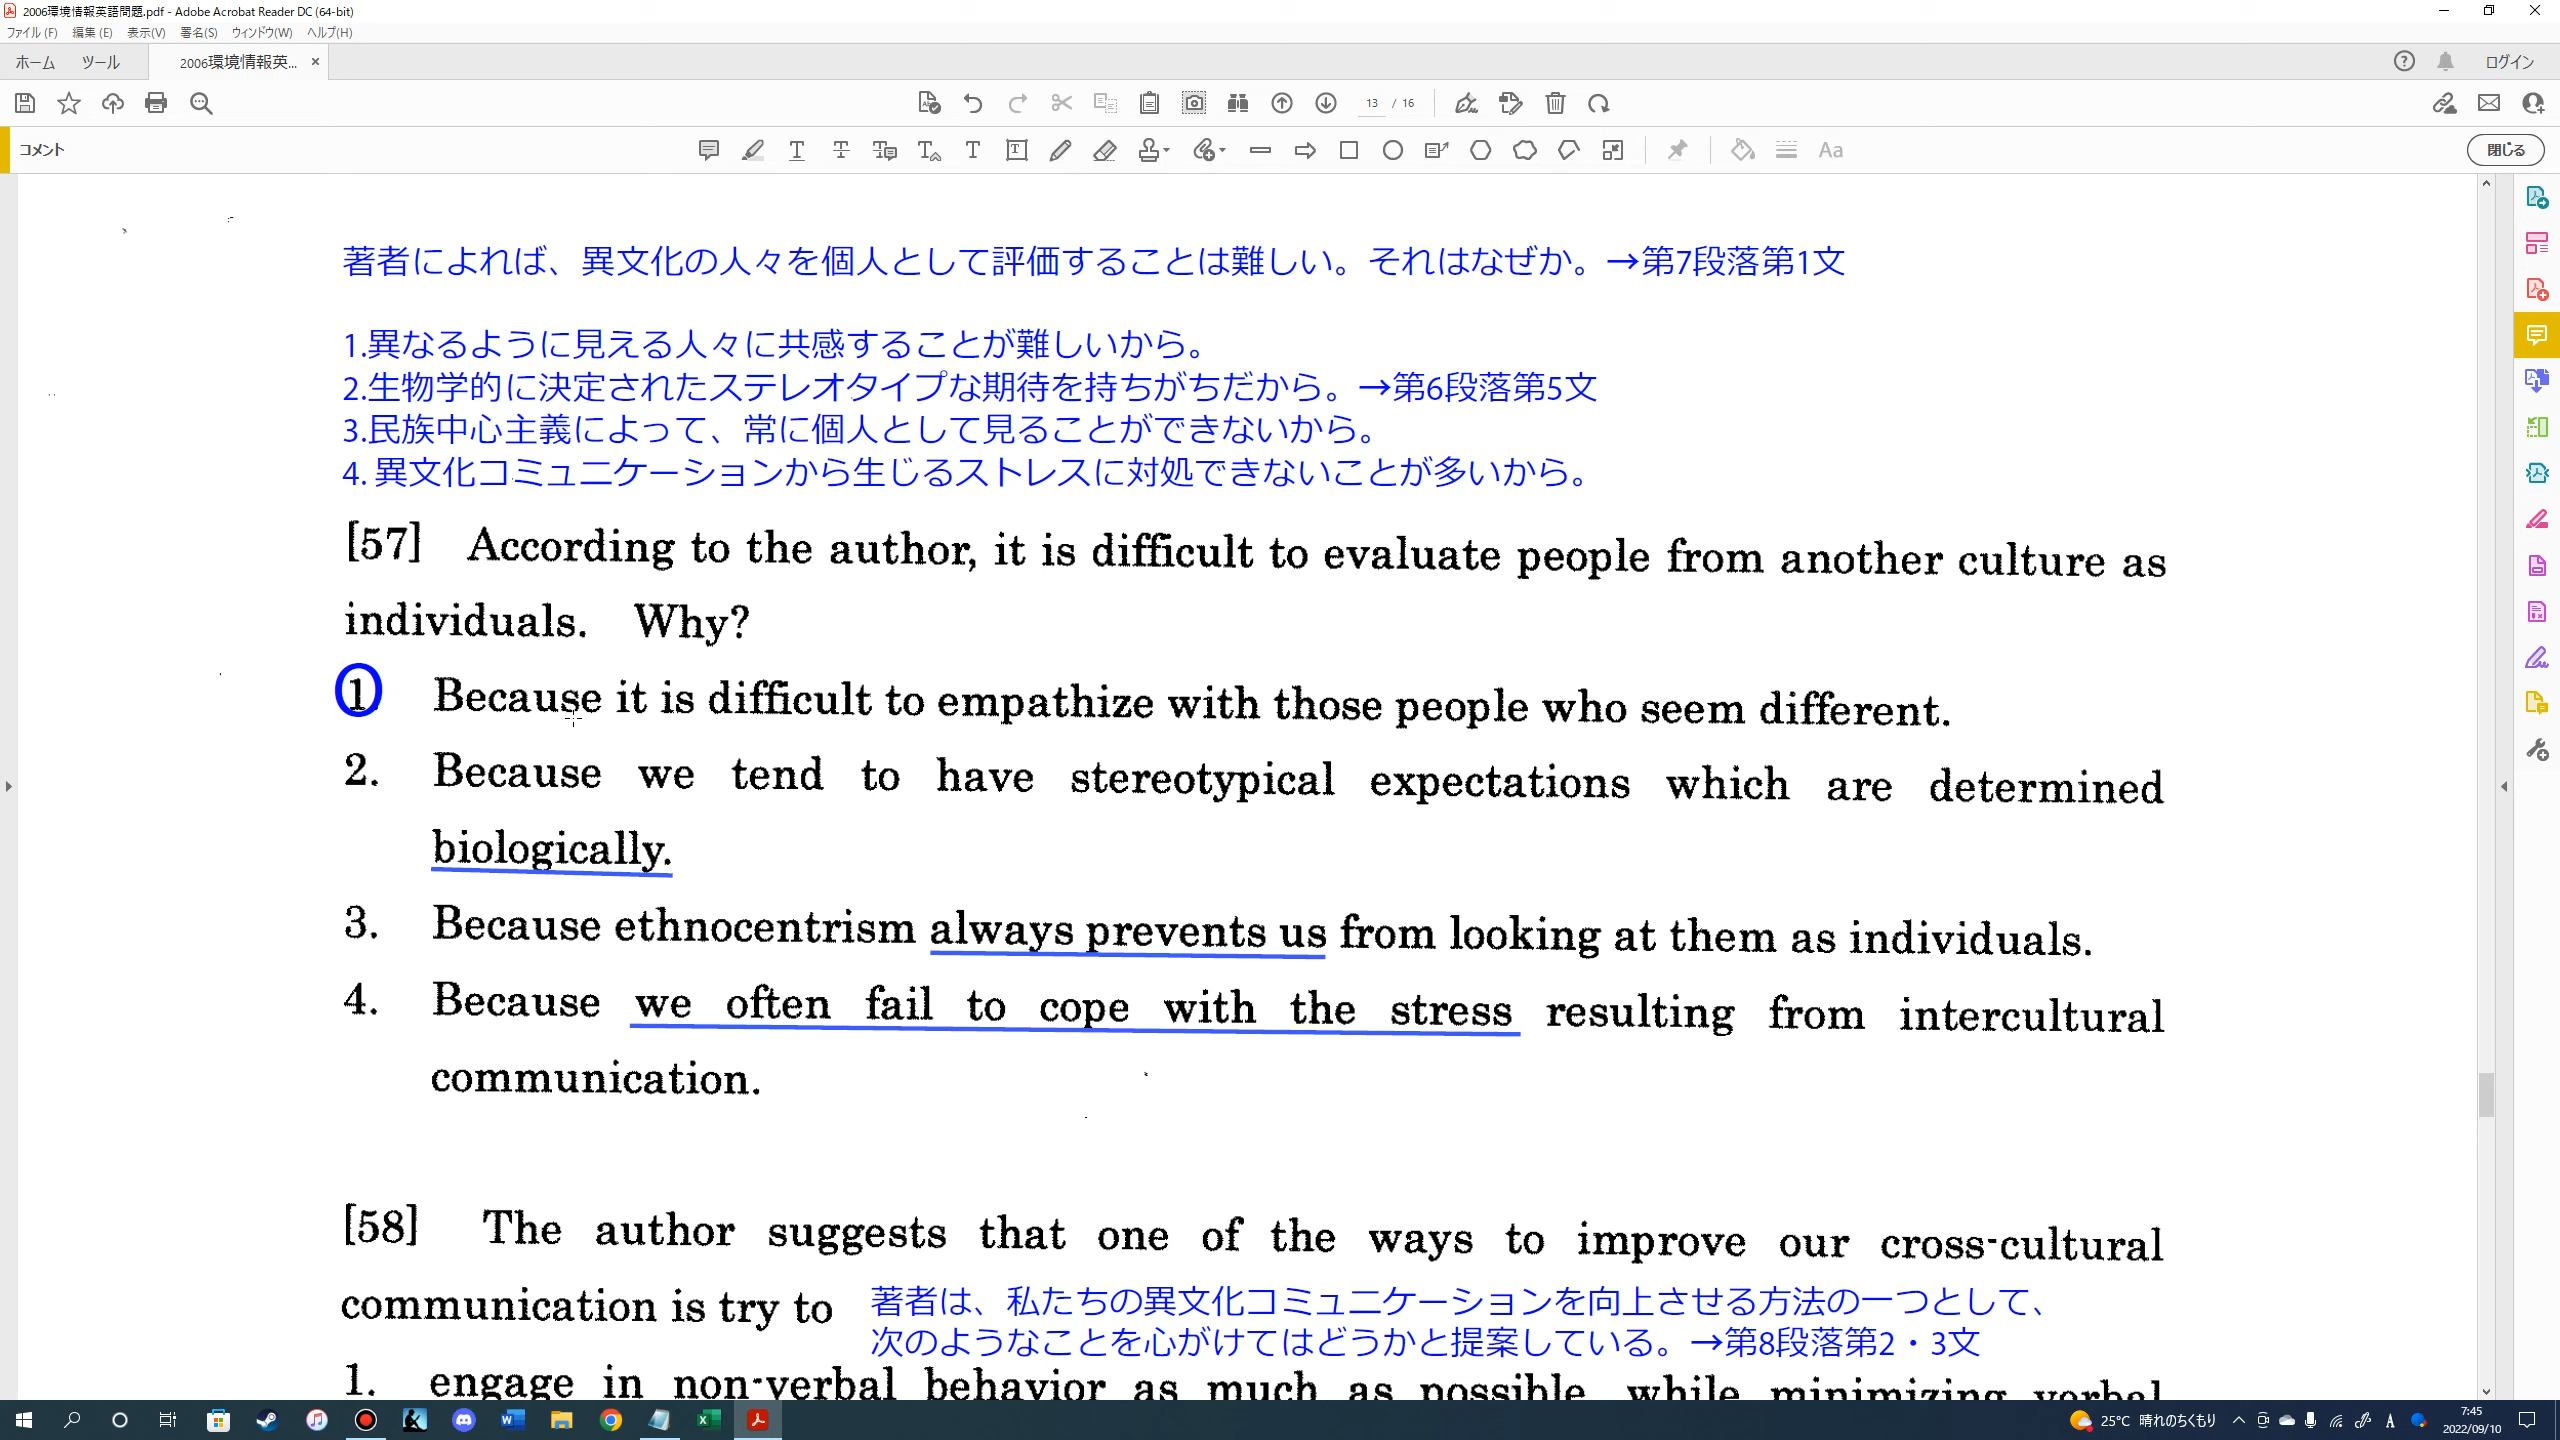 2006環境情報英語問題.pdf - Adobe Acrobat Reader DC (64-bit)
ファイル(F) 編集(E) 表示(V) 署名(S) ウィンドウ(W) ヘルプ(H)
ホーム ツール 2006環境情報英... × ログイン
13 / 16
コメント 閉じる
著者によれば、異文化の人々を個人として評価することは難しい。それはなぜか。→第7段落第1文
1.異なるように見える人々に共感することが難しいから。
2.生物学的に決定されたステレオタイプな期待を持ちがちだから。→第6段落第5文
3.民族中心主義によって、常に個人として見ることができないから。
4. 異文化コミュニケーションから生じるストレスに対処できないことが多いから。
[57] According to the author, it is difficult to evaluate people from another culture as
individuals. Why?
1. Because it is difficult to empathize with those people who seem different.
2. Because we tend to have stereotypical expectations which are determined
biologically.
3. Because ethnocentrism always prevents us from looking at them as individuals.
4. Because we often fail to cope with the stress resulting from intercultural
communication.
[58] The author suggests that one of the ways to improve our cross-cultural
communication is try to
著者は、私たちの異文化コミュニケーションを向上させる方法の一つとして、
次のようなことを心がけてはどうかと提案している。→第8段落第2・3文
1. engage in non-verbal behavior as much as possible, while minimizing verbal
25°C 晴れのちくもり A 7:45
2022/09/10